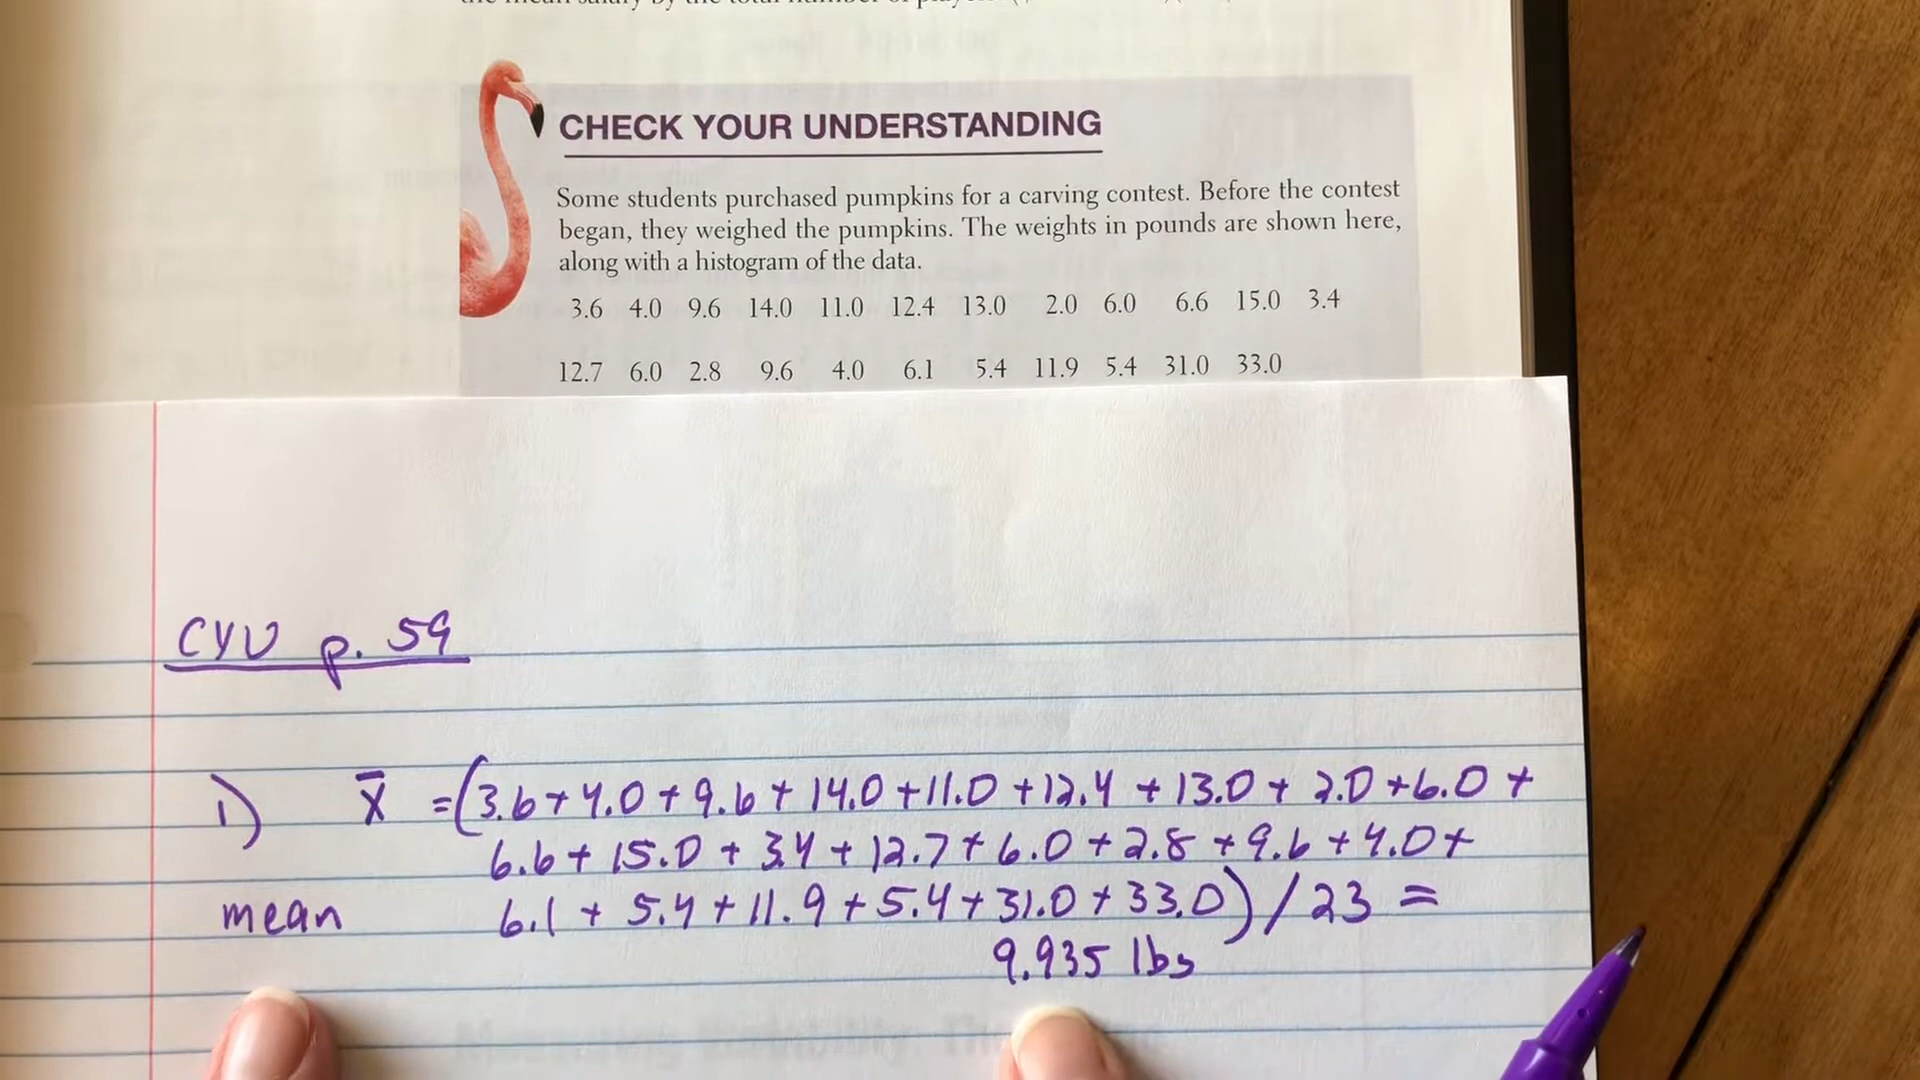 CHECK YOUR UNDERSTANDING
Some students purchased pumpkins for a carving contest. Before the contest
began, they weighed the pumpkins. The weights in pounds are shown here,
along with a histogram of the data.
3.6 4.0 9.6 14.0 11.0 12.4 13.0 2.0 6.0 6.6 15.0 3.4
12.7 6.0 2.8 9.6 4.0 6.1 5.4 11.9 5.4 31.0 33.0
CYU p. 59
1) x̄ =(3.6+4.0+9.6+14.0+11.0+12.4+13.0+2.0+6.0+
6.6+15.0+3.4+12.7+6.0+2.8+9.6+4.0+
mean 6.1+5.4+11.9+5.4+31.0+33.0)/23=
9.935 lbs